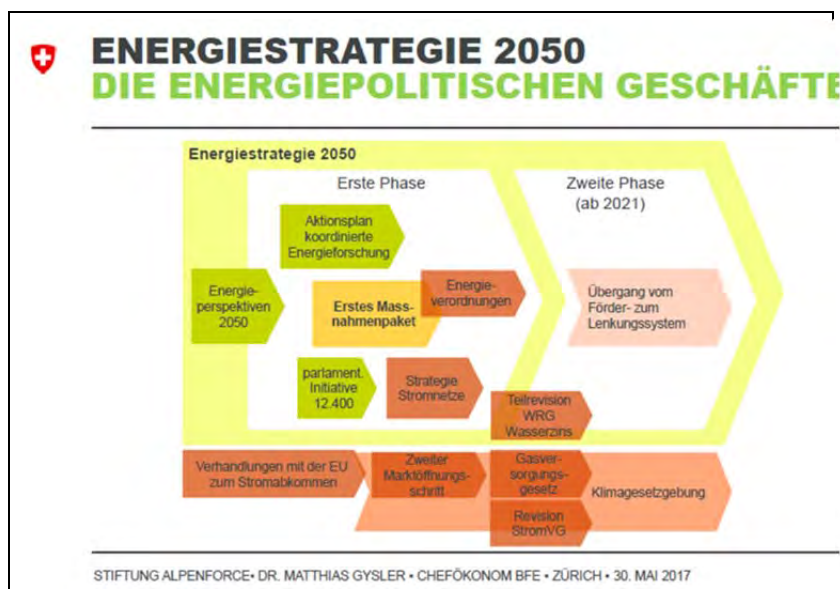 ENERGIESTRATEGIE 2050
DIE ENERGIEPOLITISCHEN GESCHÄFTE
Energiestrategie 2050
Erste Phase
Zweite Phase
(ab 2021)
Aktionsplan
koordinierte
Energieforschung
Energie-
perspektiven
2050
Erstes Mass-
nahmenpaket
Energie-
verordnungen
Übergang vom
Förder- zum
Lenkungssystem
parlament.
Initiative
12.400
Strategie
Stromnetze
Teilrevision
WRG
Wasserzins
Verhandlungen mit der EU
zum Stromabkommen
Zweiter
Marktöffnungs-
schritt
Gasver-
sorgungs-
gesetz
Klimagesetzgebung
Revision
StromVG
STIFTUNG ALPENFORCE• DR. MATTHIAS GYSLER • CHEFÖKONOM BFE • ZÜRICH • 30. MAI 2017